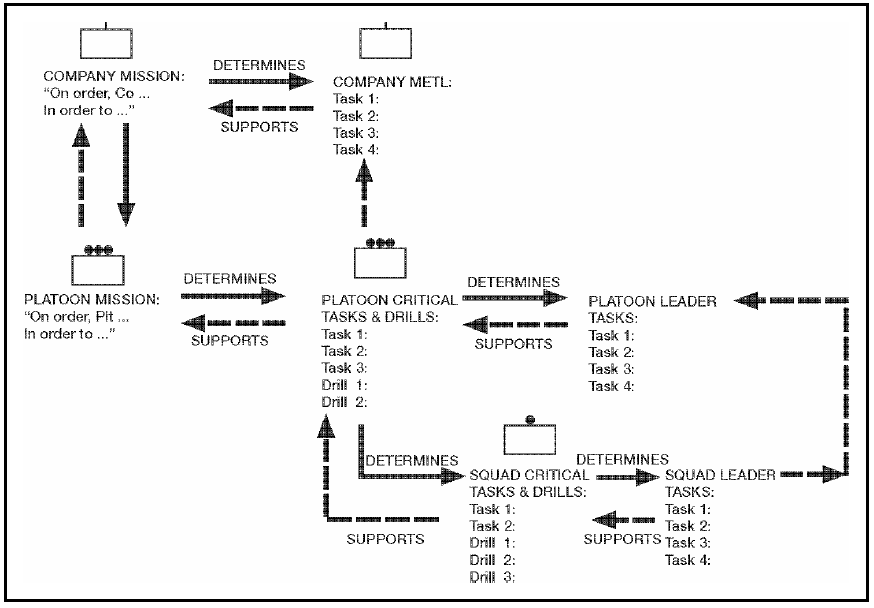 DETERMINES
COMPANY MISSION:
"On order, Co ...
In order to ..."
SUPPORTS
COMPANY METL:
Task 1:
Task 2:
Task 3:
Task 4:
DETERMINES
PLATOON MISSION:
"On order, Plt ...
In order to ..."
SUPPORTS
PLATOON CRITICAL
TASKS & DRILLS:
Task 1:
Task 2:
Task 3:
Drill 1:
Drill 2:
DETERMINES
SUPPORTS
PLATOON LEADER
TASKS:
Task 1:
Task 2:
Task 3:
Task 4:
DETERMINES
SUPPORTS
SQUAD CRITICAL
TASKS & DRILLS:
Task 1:
Task 2:
Drill 1:
Drill 2:
Drill 3:
DETERMINES
SUPPORTS
SQUAD LEADER
TASKS:
Task 1:
Task 2:
Task 3:
Task 4: